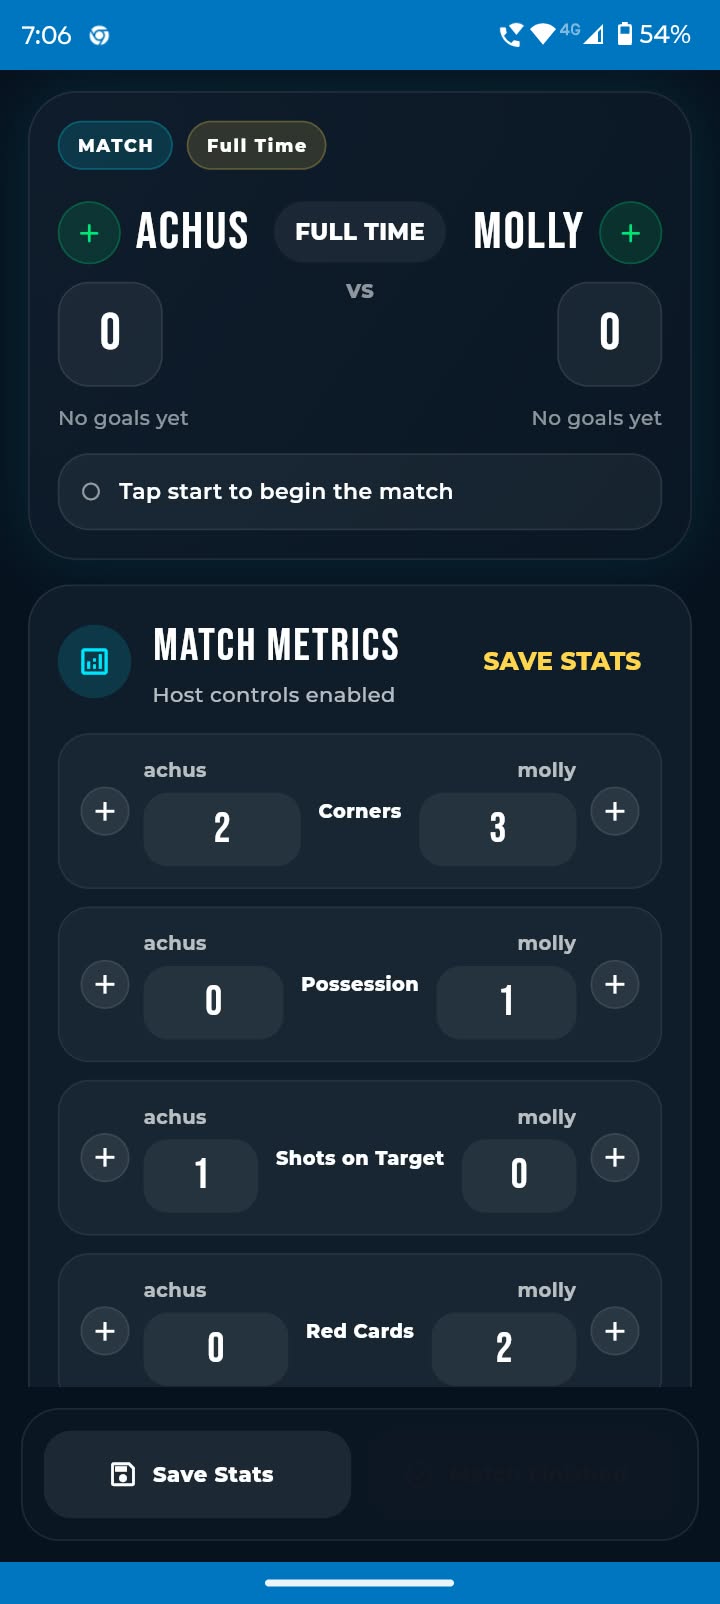 7:06 4G 54%
MATCH Full Time
+ ACHUS FULL TIME MOLLY +
VS
0 0
No goals yet No goals yet
Tap start to begin the match
MATCH METRICS
SAVE STATS
Host controls enabled
achus molly
+ 2 Corners 3 +
achus molly
+ 0 Possession 1 +
achus molly
+ 1 Shots on Target 0 +
achus molly
+ 0 Red Cards 2 +
Save Stats Match Finished